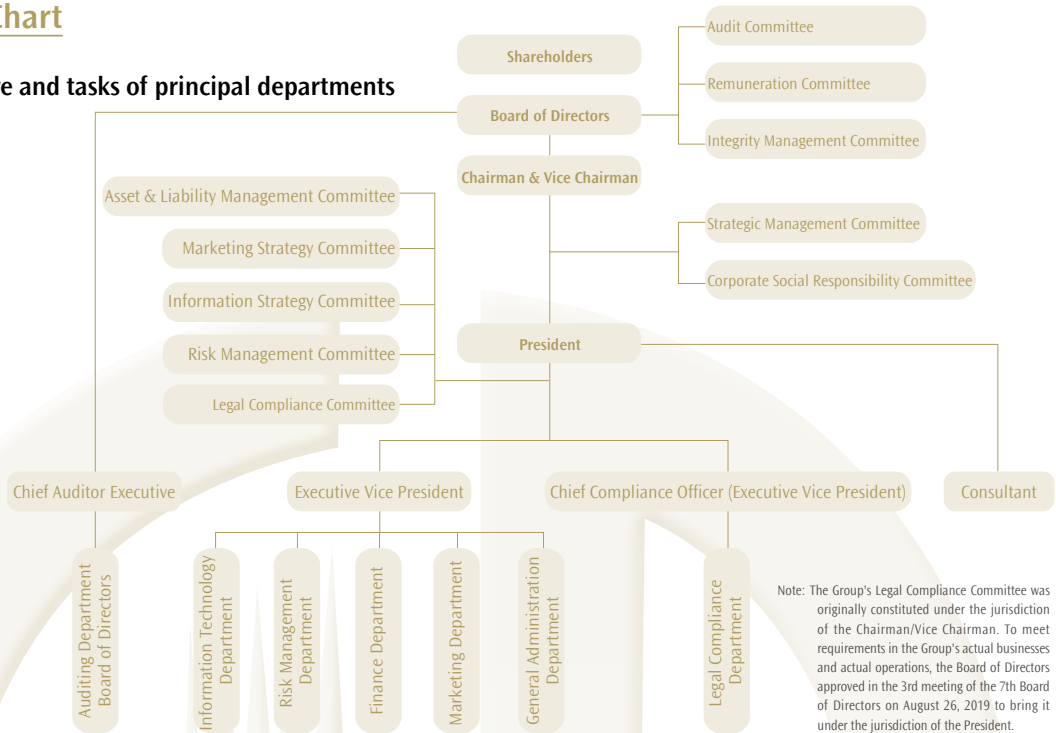 Chart
re and tasks of principal departments
Shareholders
Board of Directors
Chairman & Vice Chairman
Audit Committee
Remuneration Committee
Integrity Management Committee
Strategic Management Committee
Corporate Social Responsibility Committee
Asset & Liability Management Committee
Marketing Strategy Committee
Information Strategy Committee
Risk Management Committee
Legal Compliance Committee
President
Chief Auditor Executive
Executive Vice President
Chief Compliance Officer (Executive Vice President)
Consultant
Auditing Department
Board of Directors
Information Technology
Department
Risk Management
Department
Finance Department
Marketing Department
General Administration
Department
Legal Compliance
Department
Note: The Group's Legal Compliance Committee was
originally constituted under the jurisdiction
of the Chairman/Vice Chairman. To meet
requirements in the Group's actual businesses
and actual operations, the Board of Directors
approved in the 3rd meeting of the 7th Board
of Directors on August 26, 2019 to bring it
under the jurisdiction of the President.